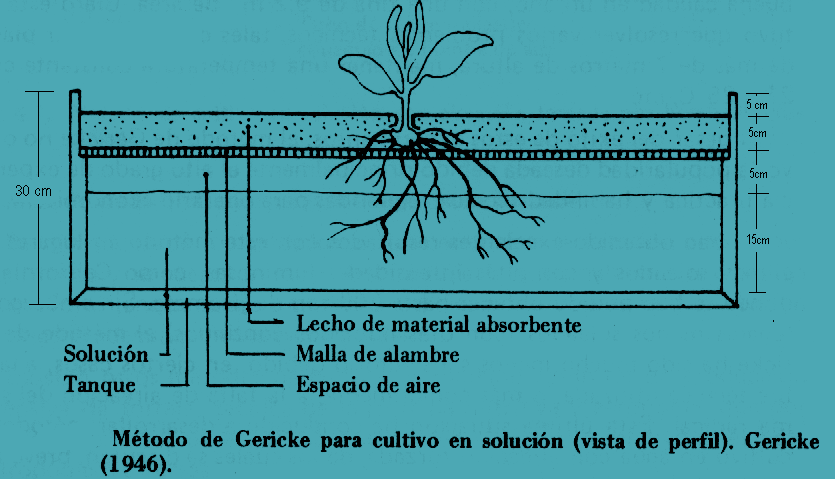 5 cm
5cm
5cm
30 cm
15cm
Lecho de material absorbente
Solución
Malla de alambre
Tanque
Espacio de aire
Método de Gericke para cultivo en solución (vista de perfil). Gericke
(1946).